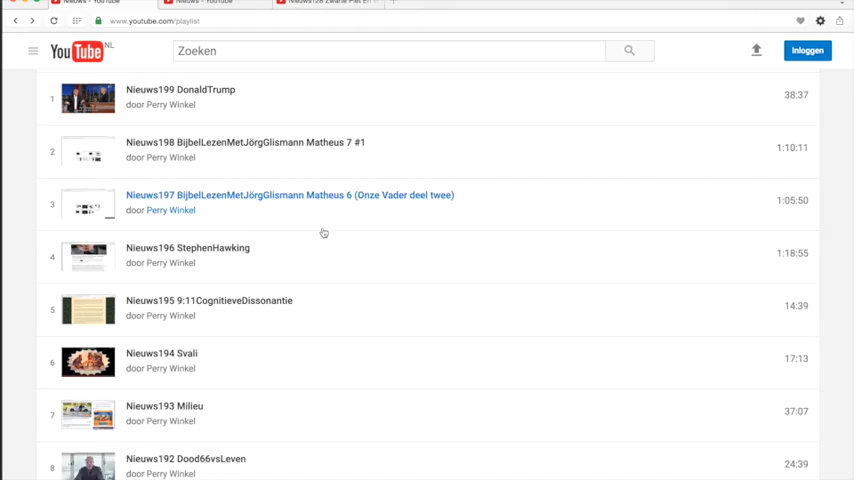 Nieuws - YouTube
Nieuws - YouTube
Nieuws128 Zwarte Piet En
www.youtube.com/playlist
YouTube NL
Zoeken
Inloggen
1
Nieuws199 DonaldTrump
door Perry Winkel
38:37
2
Nieuws198 BijbelLezenMetJörgGlismann Matheus 7 #1
door Perry Winkel
1:10:11
3
Nieuws197 BijbelLezenMetJörgGlismann Matheus 6 (Onze Vader deel twee)
door Perry Winkel
1:05:50
4
Nieuws196 StephenHawking
door Perry Winkel
1:18:55
5
Nieuws195 9:11CognitieveDissonantie
door Perry Winkel
14:39
6
Nieuws194 Svali
door Perry Winkel
17:13
7
Nieuws193 Milieu
door Perry Winkel
37:07
8
Nieuws192 Dood66vsLeven
door Perry Winkel
24:39